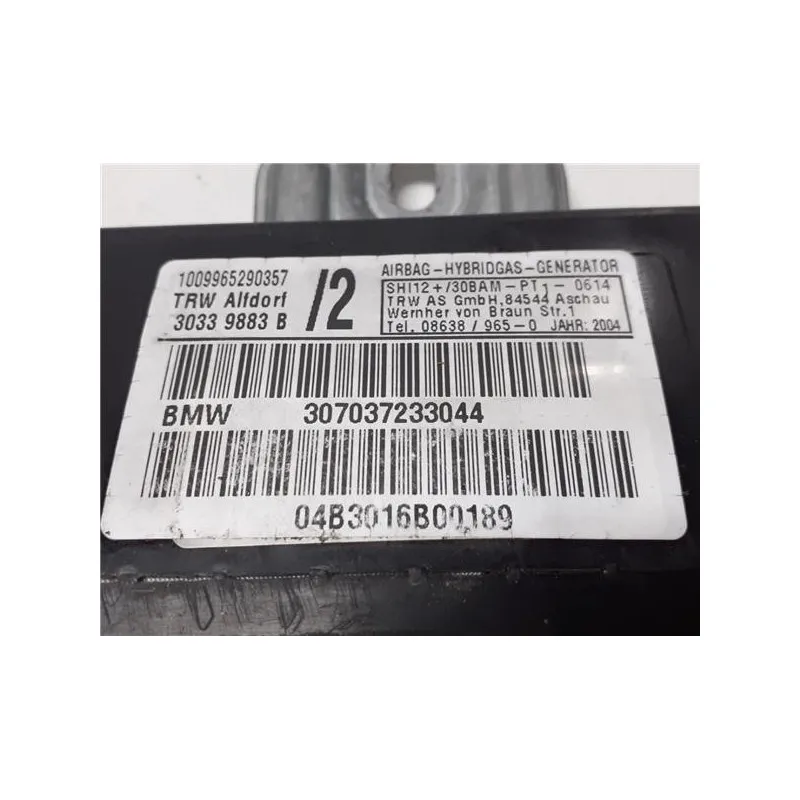 1009965290357
TRW Alfdorf
3033 9883 B
/2
AIRBAG-HYBRIDGAS-GENERATOR
SHI12+/30BAM-PT1- 0614
TRW AS GmbH,84544 Aschau
Wernher von Braun Str.1
Tel. 08638/ 965-0 JAHR: 2004
BMW 307037233044
04B3016B00189